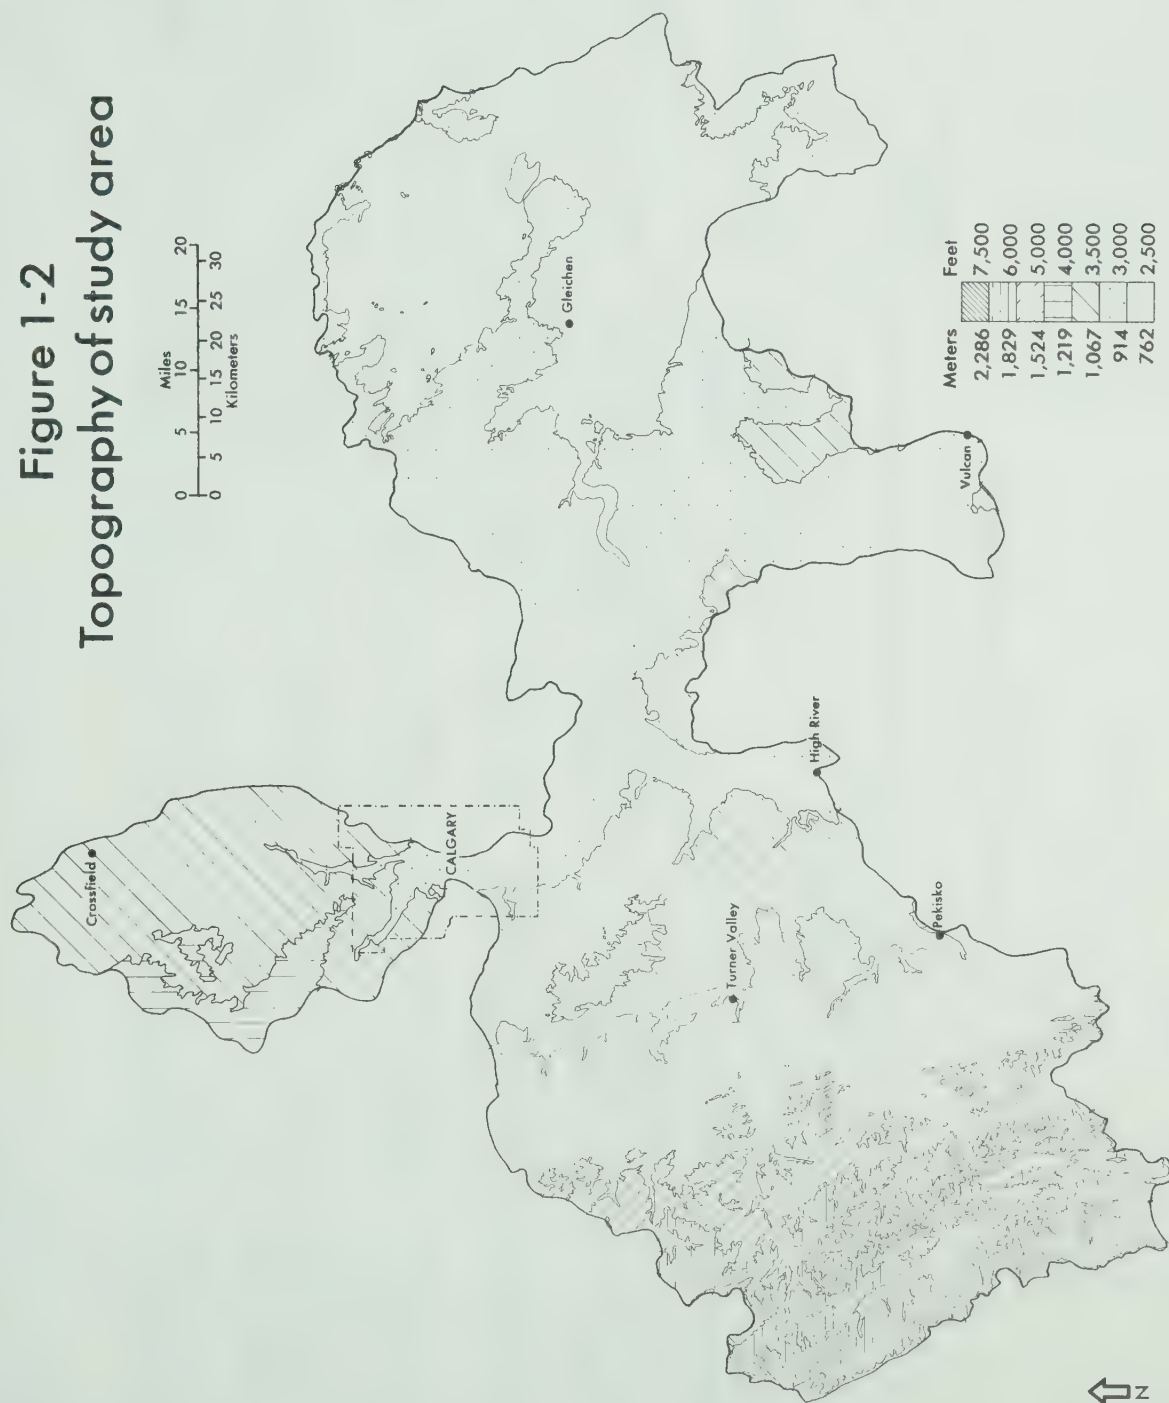 Figure 1-2
Topography of study area
Miles
0 5 10 15 20
0 5 10 15 20 25 30
Kilometers
Crossfield
CALGARY
Gleichen
Turner Valley
High River
Pekisko
Vulcan
Meters Feet
2,286 7,500
1,829 6,000
1,524 5,000
1,219 4,000
1,067 3,500
914 3,000
762 2,500
N